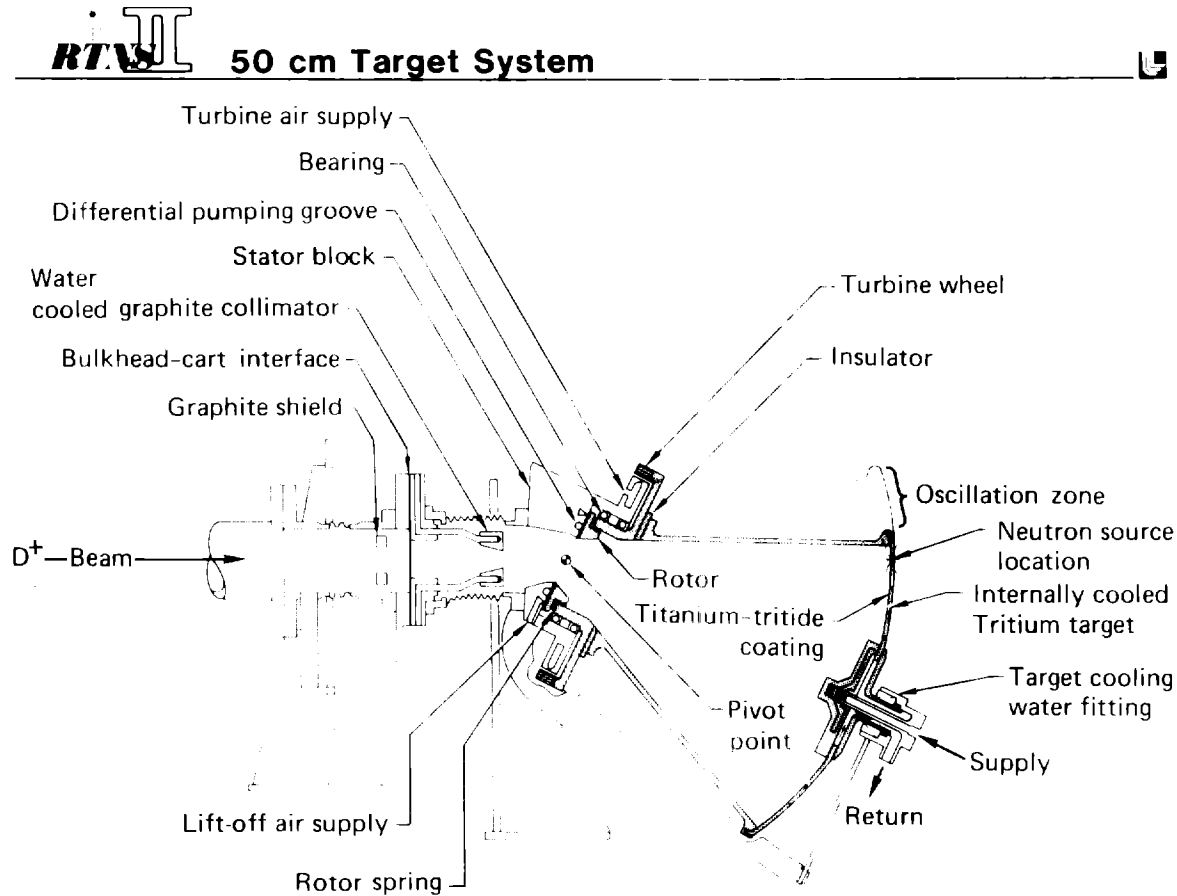 RTNS II
50 cm Target System
Turbine air supply
Bearing
Differential pumping groove
Stator block
Water
cooled graphite collimator
Bulkhead-cart interface
Graphite shield
D+—Beam
Turbine wheel
Insulator
Oscillation zone
Neutron source
location
Rotor
Titanium-tritide
coating
Internally cooled
Tritium target
Target cooling
water fitting
Pivot
point
Supply
Return
Lift-off air supply
Rotor spring